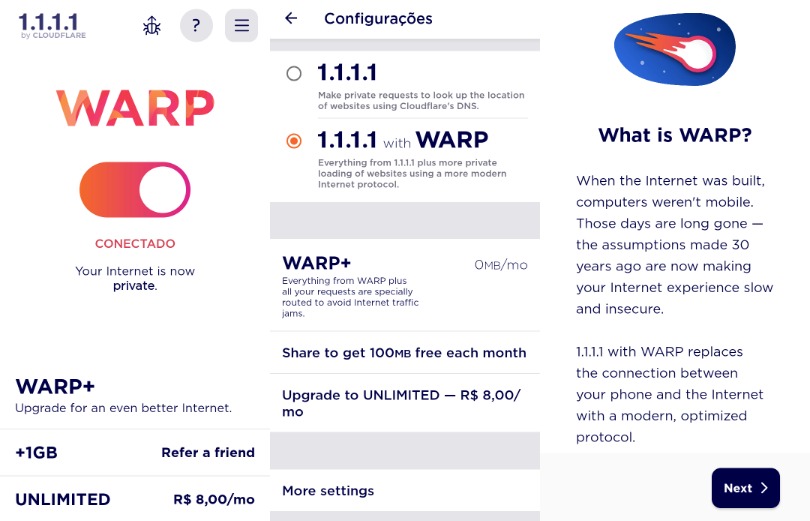 1.1.1.1
by CLOUDFLARE
?
WARP
CONECTADO
Your Internet is now
private.
WARP+
Upgrade for an even better Internet.
+1GB Refer a friend
UNLIMITED R$ 8,00/mo
Configurações
1.1.1.1
Make private requests to look up the location
of websites using Cloudflare's DNS.
1.1.1.1 with WARP
Everything from 1.1.1.1 plus more private
loading of websites using a more modern
Internet protocol.
WARP+ 0MB/mo
Everything from WARP plus
all your requests are specially
routed to avoid Internet traffic
jams.
Share to get 100MB free each month
Upgrade to UNLIMITED — R$ 8,00/
mo
More settings
What is WARP?
When the Internet was built,
computers weren't mobile.
Those days are long gone —
the assumptions made 30
years ago are now making
your Internet experience slow
and insecure.
1.1.1.1 with WARP replaces
the connection between
your phone and the Internet
with a modern, optimized
protocol.
Next